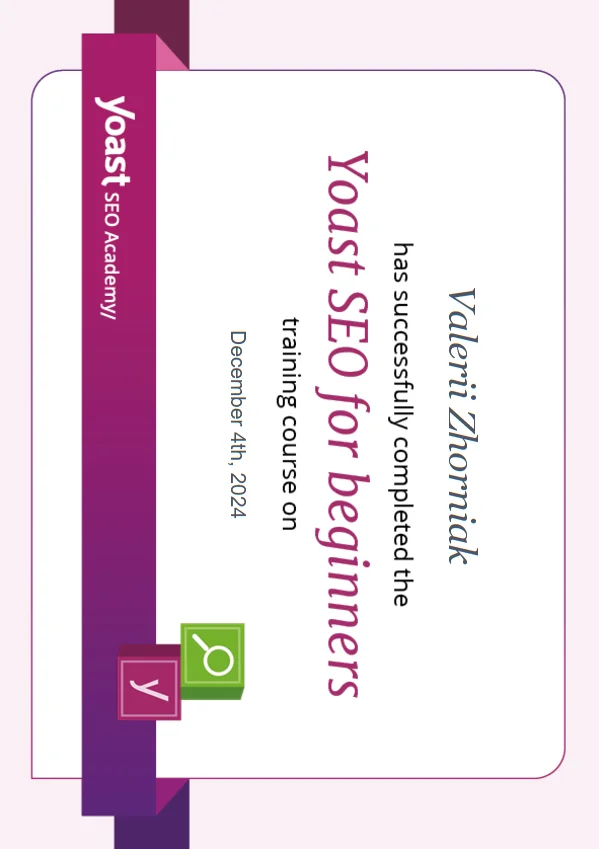 Valerii Zhorniak
has successfully completed the
Yoast SEO for beginners
training course on
December 4th, 2024
yoast SEO Academy/
y